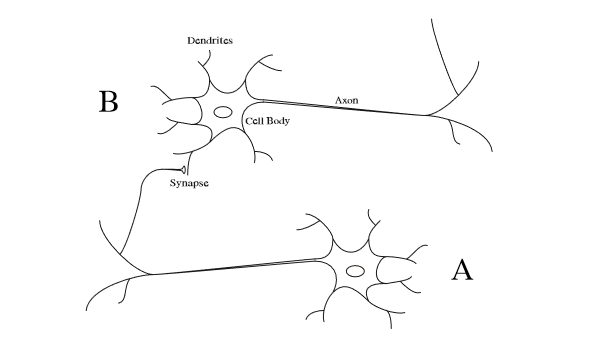 Dendrites
B
Axon
Cell Body
Synapse
A